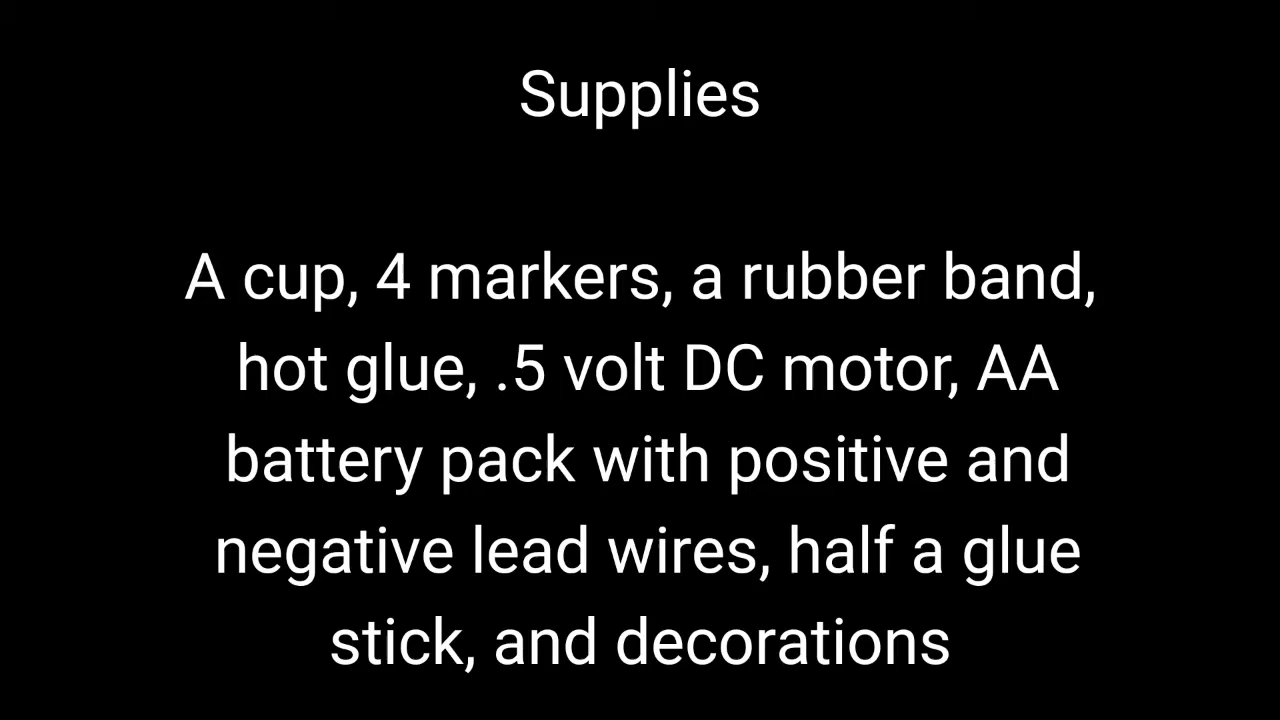 Supplies
A cup, 4 markers, a rubber band,
hot glue, .5 volt DC motor, AA
battery pack with positive and
negative lead wires, half a glue
stick, and decorations